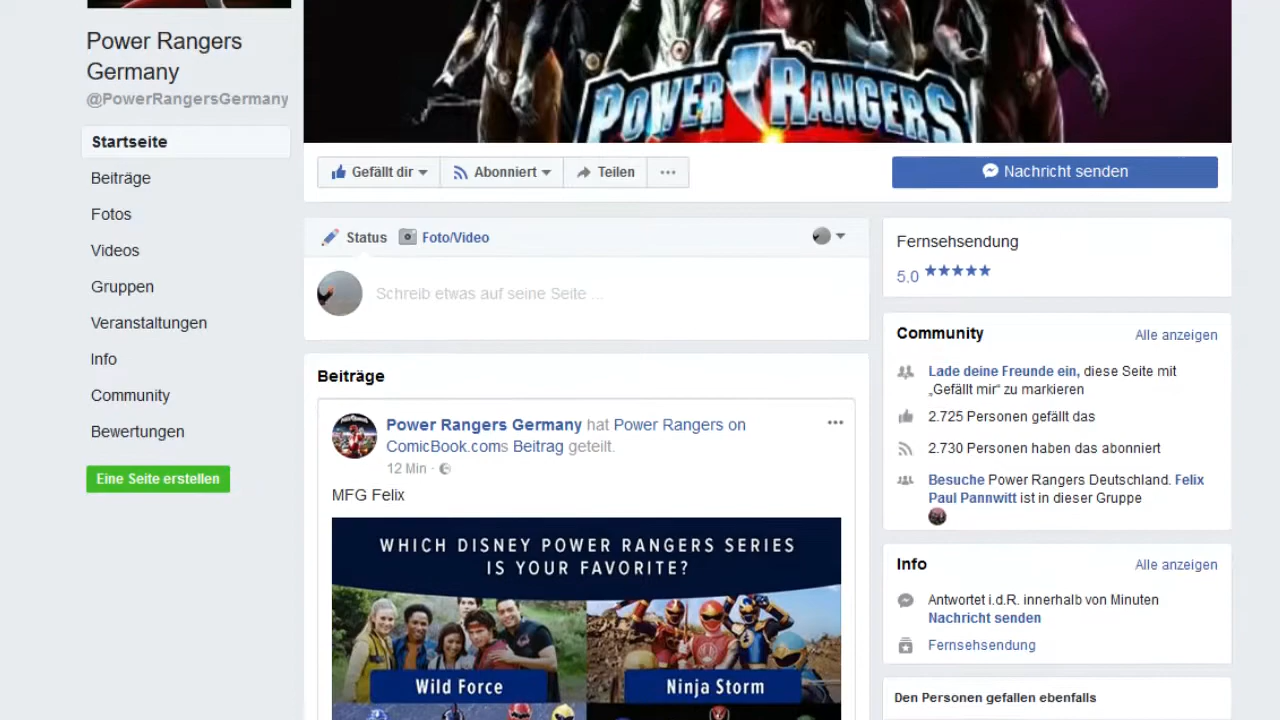 POWER RANGERS
Power Rangers
Germany
@PowerRangersGermany
Startseite
Beiträge
Fotos
Videos
Gruppen
Veranstaltungen
Info
Community
Bewertungen
Eine Seite erstellen
Gefällt dir
Abonniert
Teilen
Nachricht senden
Status
Foto/Video
Schreib etwas auf seine Seite ...
Beiträge
Power Rangers Germany hat Power Rangers on
ComicBook.coms Beitrag geteilt.
12 Min ·
MFG Felix
WHICH DISNEY POWER RANGERS SERIES
IS YOUR FAVORITE?
Wild Force
Ninja Storm
Fernsehsendung
5.0 ★★★★★
Community
Alle anzeigen
Lade deine Freunde ein, diese Seite mit
„Gefällt mir“ zu markieren
2.725 Personen gefällt das
2.730 Personen haben das abonniert
Besuche Power Rangers Deutschland. Felix
Paul Pannwitt ist in dieser Gruppe
Info
Alle anzeigen
Antwortet i.d.R. innerhalb von Minuten
Nachricht senden
Fernsehsendung
Den Personen gefallen ebenfalls